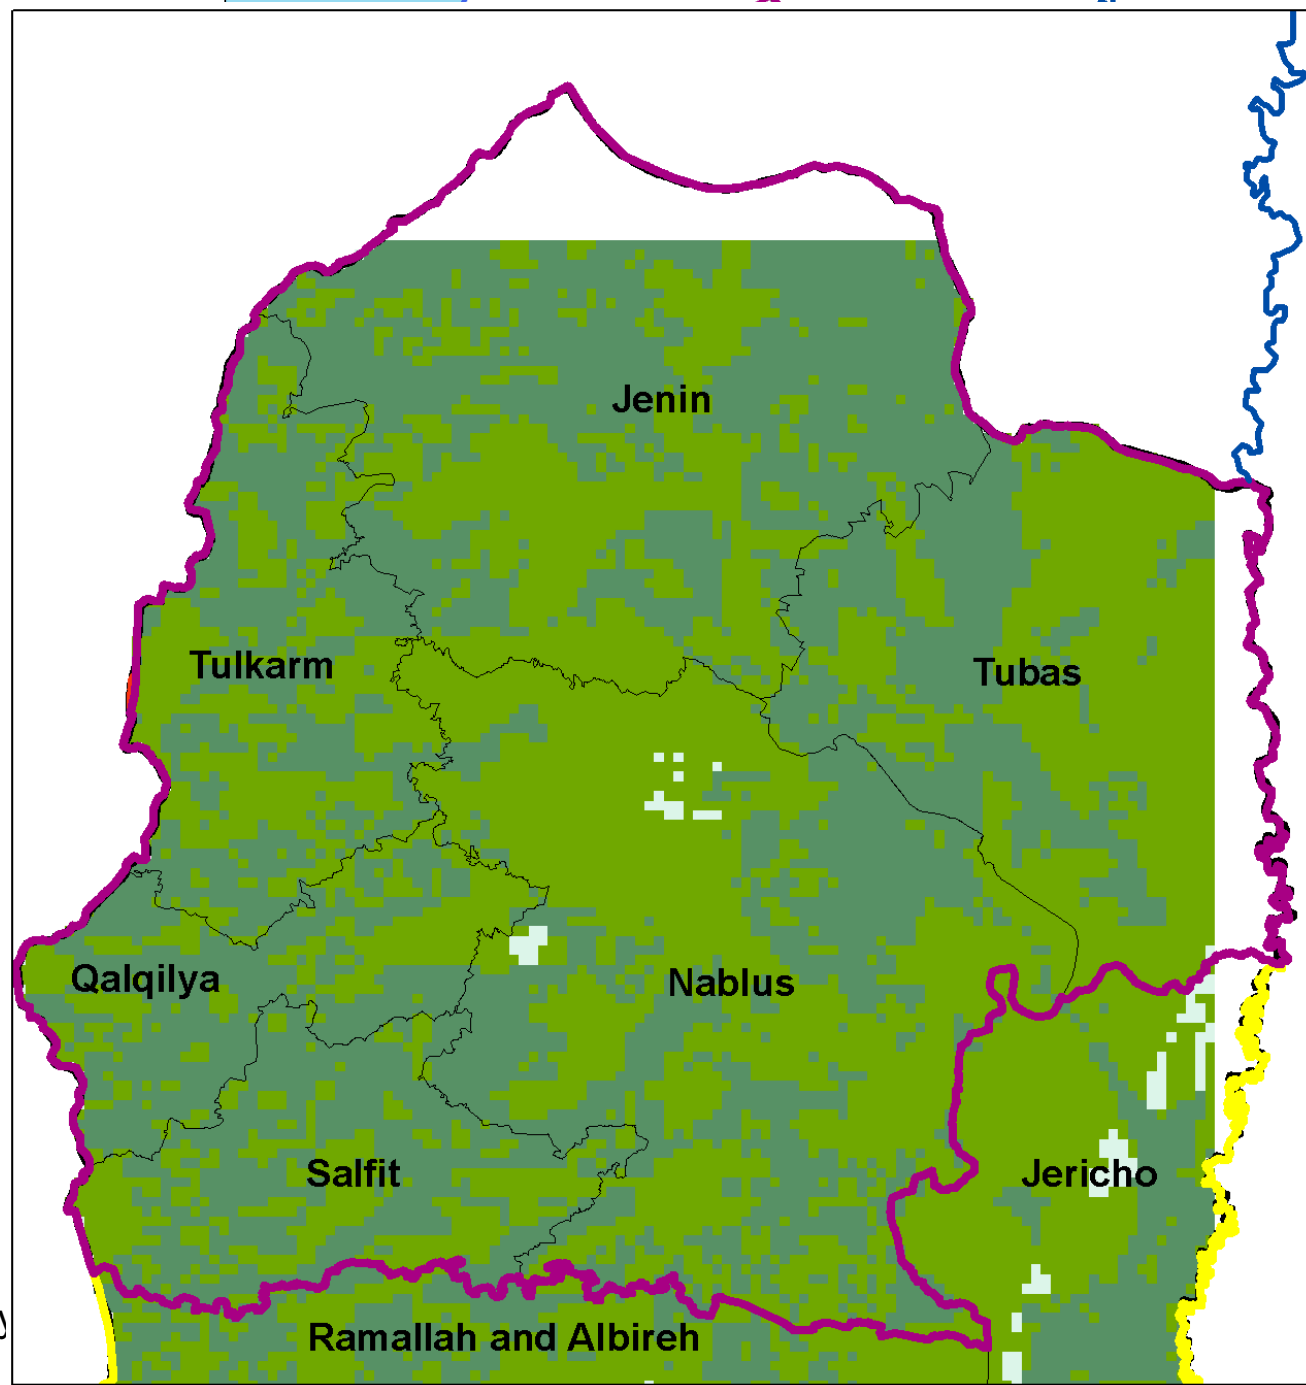 Jenin
Tulkarm
Tubas
Qalqilya
Nablus
Salfit
Jericho
Ramallah and Albireh